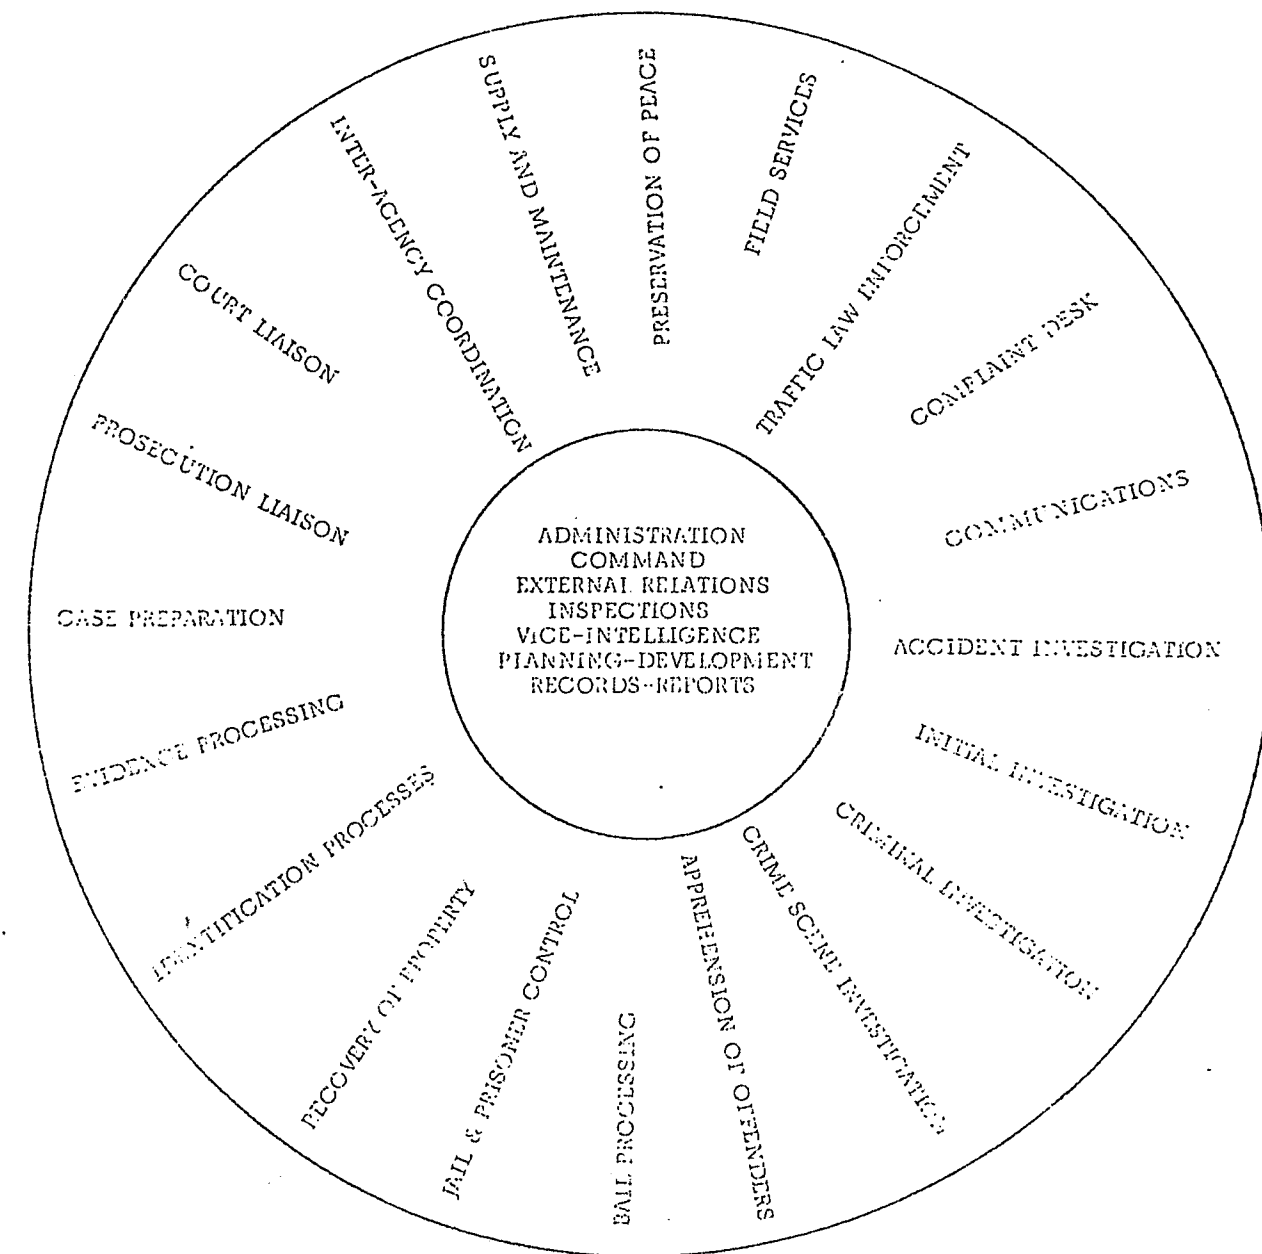 PRESERVATION OF PEACE
FIELD SERVICES
TRAFFIC LAW ENFORCEMENT
COMPLAINT DESK
COMMUNICATIONS
ACCIDENT INVESTIGATION
INITIAL INVESTIGATION
CRIMINAL INVESTIGATION
CRIME SCENE INVESTIGATION
APPREHENSION OF OFFENDERS
BAIL PROCESSING
JAIL & PRISONER CONTROL
RECOVERY OF PROPERTY
IDENTIFICATION PROCESSES
EVIDENCE PROCESSING
CASE PREPARATION
PROSECUTION LIAISON
COURT LIAISON
INTER-AGENCY COORDINATION
SUPPLY AND MAINTENANCE
ADMINISTRATION
COMMAND
EXTERNAL RELATIONS
INSPECTIONS
VICE-INTELLIGENCE
PLANNING-DEVELOPMENT
RECORDS-REPORTS